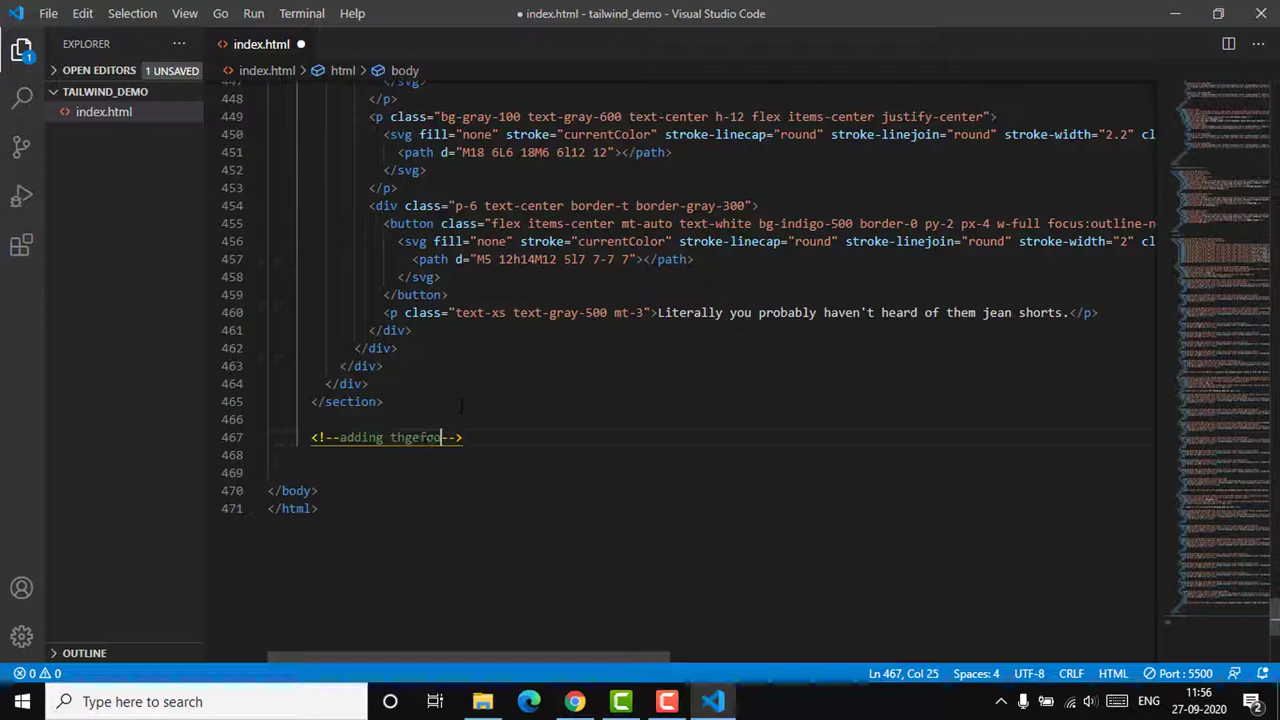 File Edit Selection View Go Run Terminal Help
● index.html - tailwind_demo - Visual Studio Code
EXPLORER
index.html
OPEN EDITORS 1 UNSAVED
index.html > html > body
TAILWIND_DEMO
index.html
447 </svg>
448 </p>
449 <p class="bg-gray-100 text-gray-600 text-center h-12 flex items-center justify-center">
450 <svg fill="none" stroke="currentColor" stroke-linecap="round" stroke-linejoin="round" stroke-width="2.2" cl
451 <path d="M18 6L6 18M6 6l12 12"></path>
452 </svg>
453 </p>
454 <div class="p-6 text-center border-t border-gray-300">
455 <button class="flex items-center mt-auto text-white bg-indigo-500 border-0 py-2 px-4 w-full focus:outline-n
456 <svg fill="none" stroke="currentColor" stroke-linecap="round" stroke-linejoin="round" stroke-width="2" cl
457 <path d="M5 12h14M12 5l7 7-7 7"></path>
458 </svg>
459 </button>
460 <p class="text-xs text-gray-500 mt-3">Literally you probably haven't heard of them jean shorts.</p>
461 </div>
462 </div>
463 </div>
464 </div>
465 </section>
466
467 <!--adding thgefoo-->
468
469
470 </body>
471 </html>
OUTLINE
0 0
Ln 467, Col 25 Spaces: 4 UTF-8 CRLF HTML Port : 5500
Type here to search
ENG
11:56
27-09-2020
2